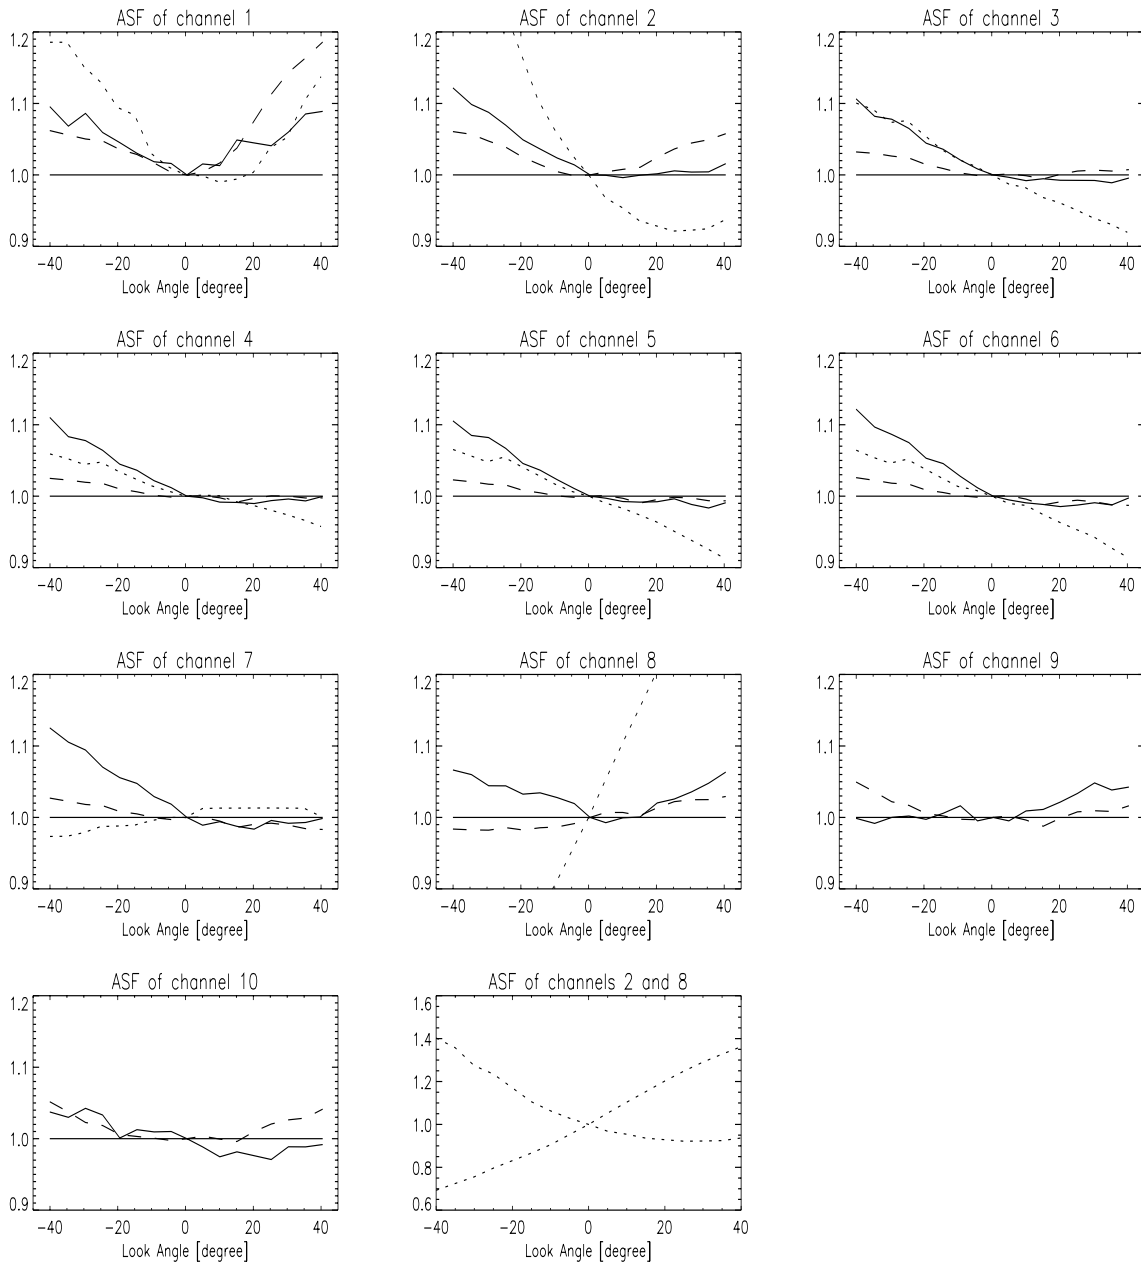 ASF of channel 1
1.2
1.1
1.0
0.9
-40 -20 0 20 40
Look Angle [degree]
ASF of channel 2
1.2
1.1
1.0
0.9
-40 -20 0 20 40
Look Angle [degree]
ASF of channel 3
1.2
1.1
1.0
0.9
-40 -20 0 20 40
Look Angle [degree]
ASF of channel 4
1.2
1.1
1.0
0.9
-40 -20 0 20 40
Look Angle [degree]
ASF of channel 5
1.2
1.1
1.0
0.9
-40 -20 0 20 40
Look Angle [degree]
ASF of channel 6
1.2
1.1
1.0
0.9
-40 -20 0 20 40
Look Angle [degree]
ASF of channel 7
1.2
1.1
1.0
0.9
-40 -20 0 20 40
Look Angle [degree]
ASF of channel 8
1.2
1.1
1.0
0.9
-40 -20 0 20 40
Look Angle [degree]
ASF of channel 9
1.2
1.1
1.0
0.9
-40 -20 0 20 40
Look Angle [degree]
ASF of channel 10
1.2
1.1
1.0
0.9
-40 -20 0 20 40
Look Angle [degree]
ASF of channels 2 and 8
1.6
1.4
1.2
1.0
0.8
0.6
-40 -20 0 20 40
Look Angle [degree]